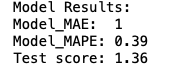 Model Results:
Model_MAE:  1
Model_MAPE: 0.39
Test score: 1.36